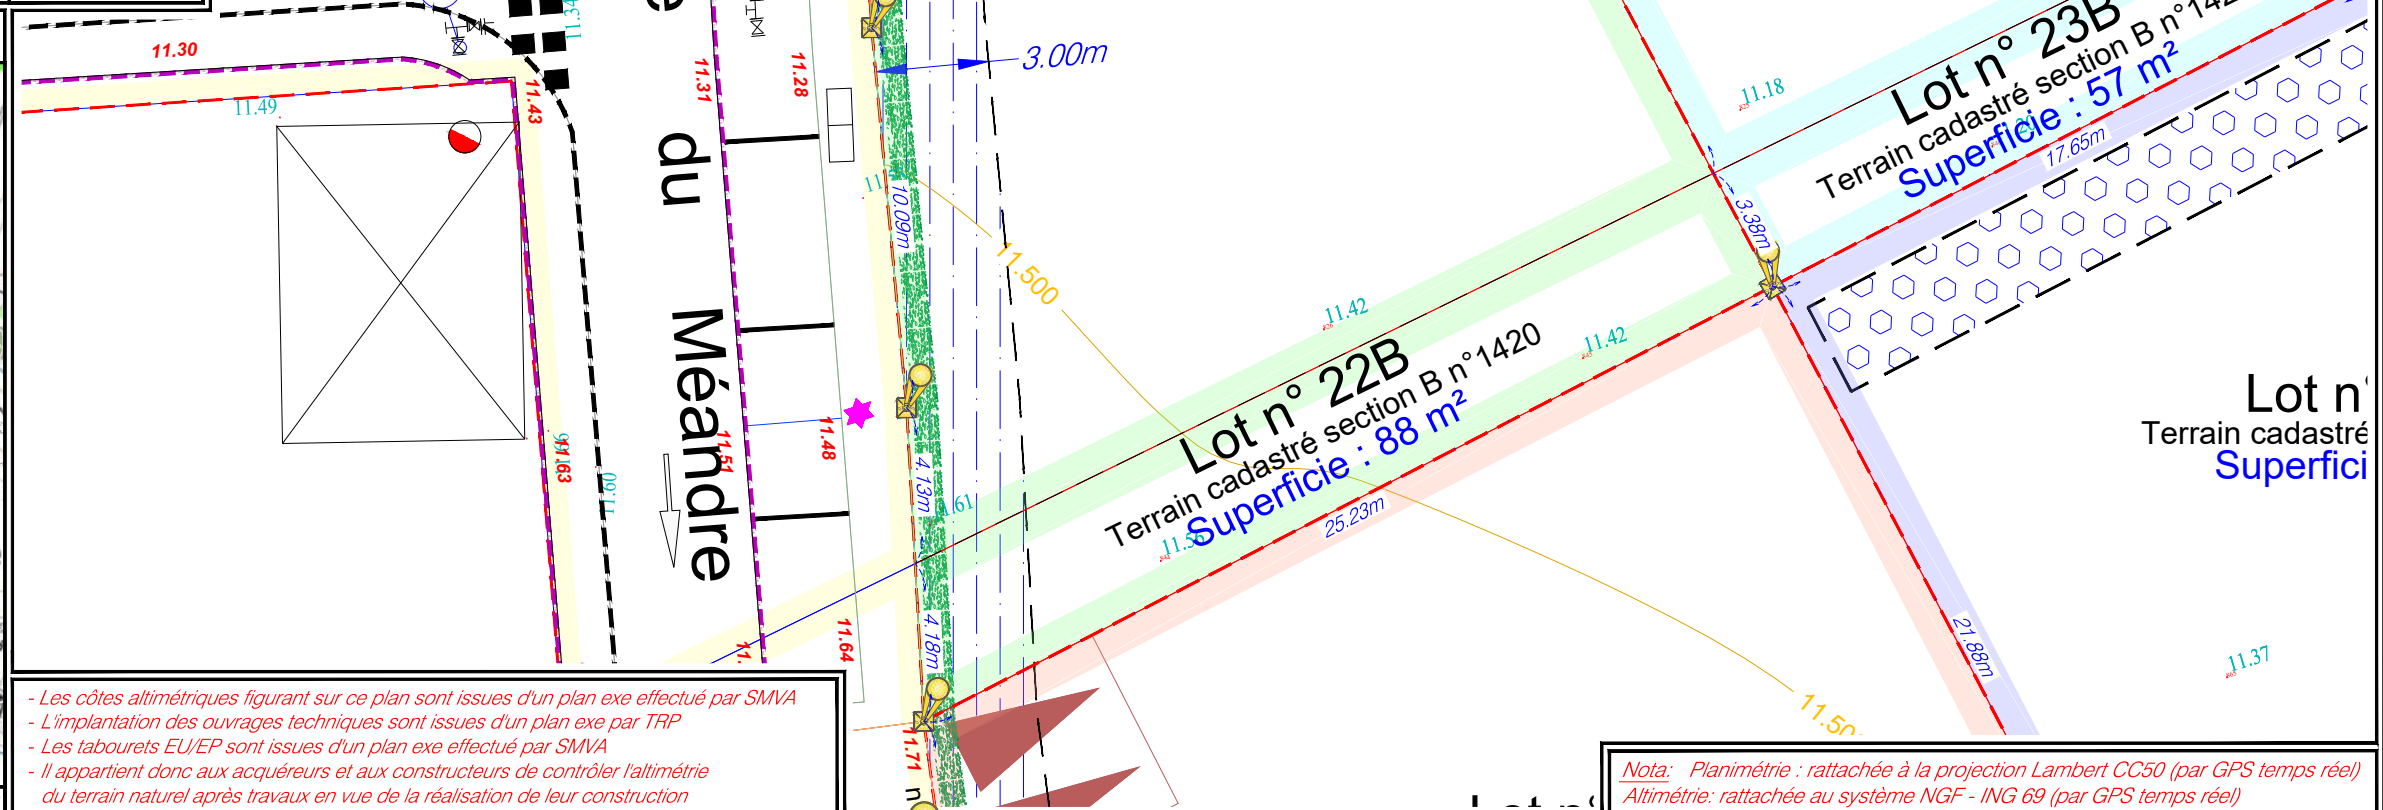 11.34
11.30
11.49
11.43
11.31
11.28
3.00m
11.18
Lot n° 23B
Terrain cadastré section B n°142
Superficie : 57 m²
17.65m
3.38m
du
Méandre
10.09m
11.500
11.42
11.42
Lot n° 22B
Terrain cadastré section B n°1420
Superficie : 88 m²
25.23m
11.63
11.60
11.51
11.48
4.13m
11.64
4.18m
11.71
Lot n°
Terrain cadastré
Superfici
21.88m
11.37
11.50
Lot n°
- Les côtes altimétriques figurant sur ce plan sont issues d'un plan exe effectué par SMVA
- L'implantation des ouvrages techniques sont issues d'un plan exe par TRP
- Les tabourets EU/EP sont issues d'un plan exe effectué par SMVA
- Il appartient donc aux acquéreurs et aux constructeurs de contrôler l'altimétrie
du terrain naturel après travaux en vue de la réalisation de leur construction
Nota: Planimétrie : rattachée à la projection Lambert CC50 (par GPS temps réel)
Altimétrie: rattachée au système NGF - ING 69 (par GPS temps réel)